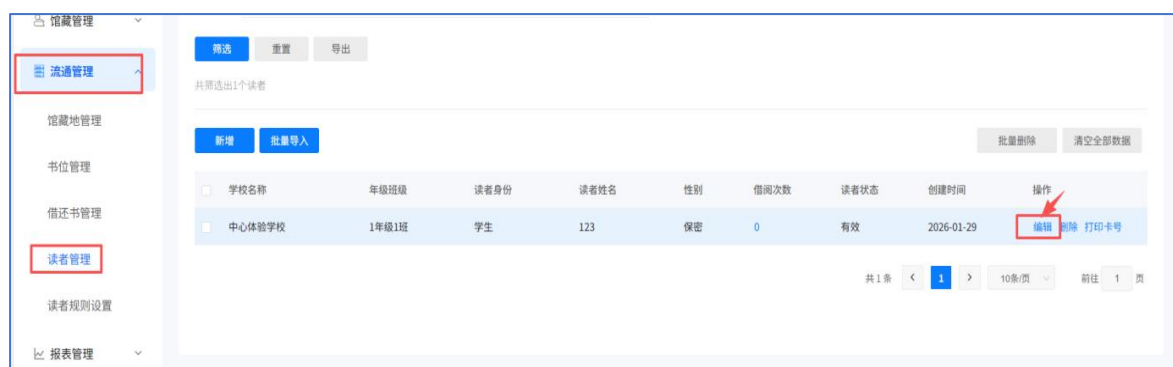 馆藏管理
流通管理
馆藏地管理
书位管理
借还书管理
读者管理
读者规则设置
报表管理
筛选 重置 导出
共筛选出1个读者
新增 批量导入 批量删除 清空全部数据
学校名称 年级班级 读者身份 读者姓名 性别 借阅次数 读者状态 创建时间 操作
中心体验学校 1年级1班 学生 123 保密 0 有效 2026-01-29 编辑 删除 打印卡号
共1条 < 1 > 10条/页 前往 1 页